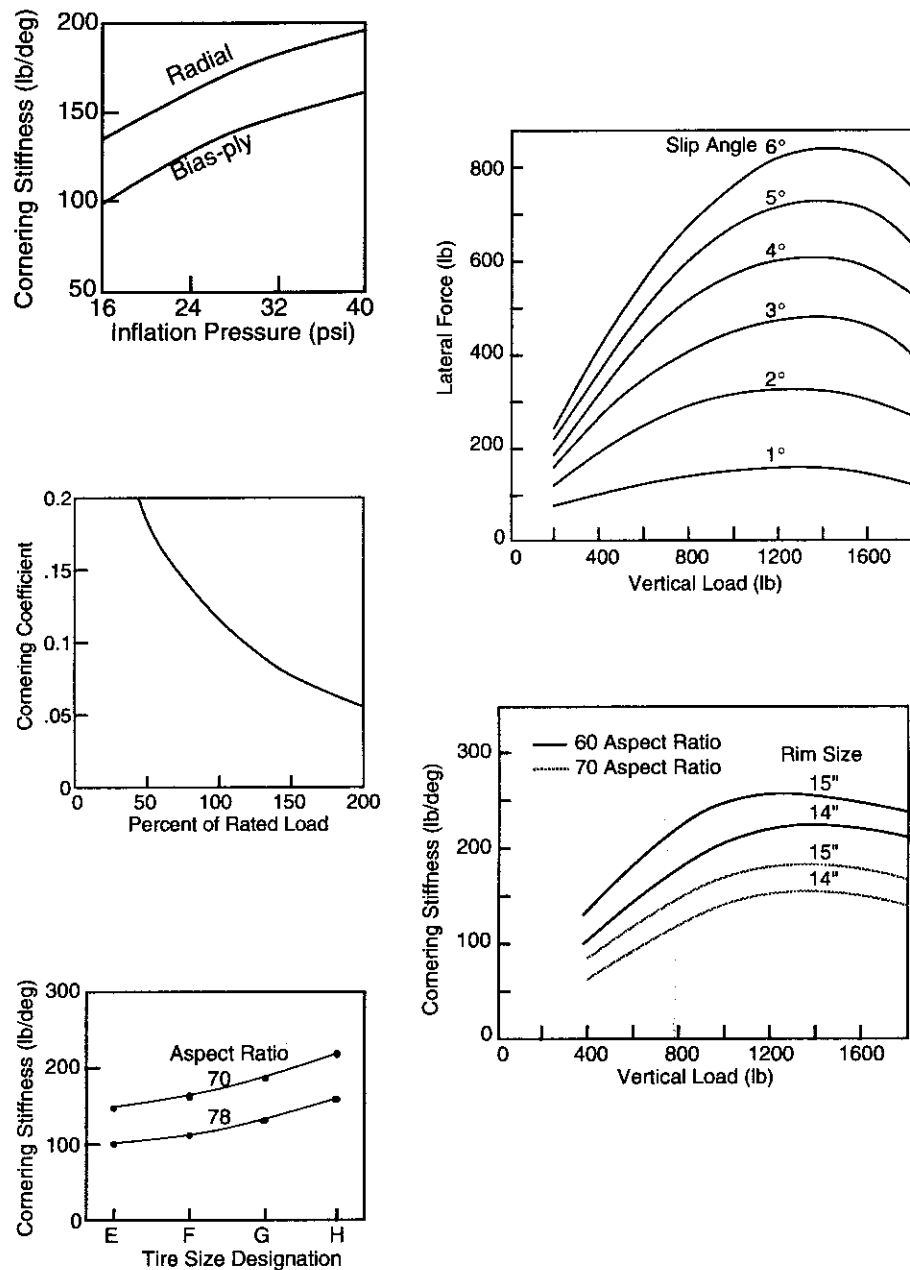 Cornering Stiffness (lb/deg)
200
150
100
50
Radial
Bias-ply
16 24 32 40
Inflation Pressure (psi)
Slip Angle
6°
5°
4°
3°
2°
1°
Lateral Force (lb)
800
600
400
200
0
0 400 800 1200 1600
Vertical Load (lb)
Cornering Coefficient
0.2
.15
0.1
.05
0
0 50 100 150 200
Percent of Rated Load
60 Aspect Ratio
70 Aspect Ratio
Rim Size
15"
14"
15"
14"
Cornering Stiffness (lb/deg)
300
200
100
0
0 400 800 1200 1600
Vertical Load (lb)
Cornering Stiffness (lb/deg)
300
200
100
0
Aspect Ratio
70
78
E F G H
Tire Size Designation